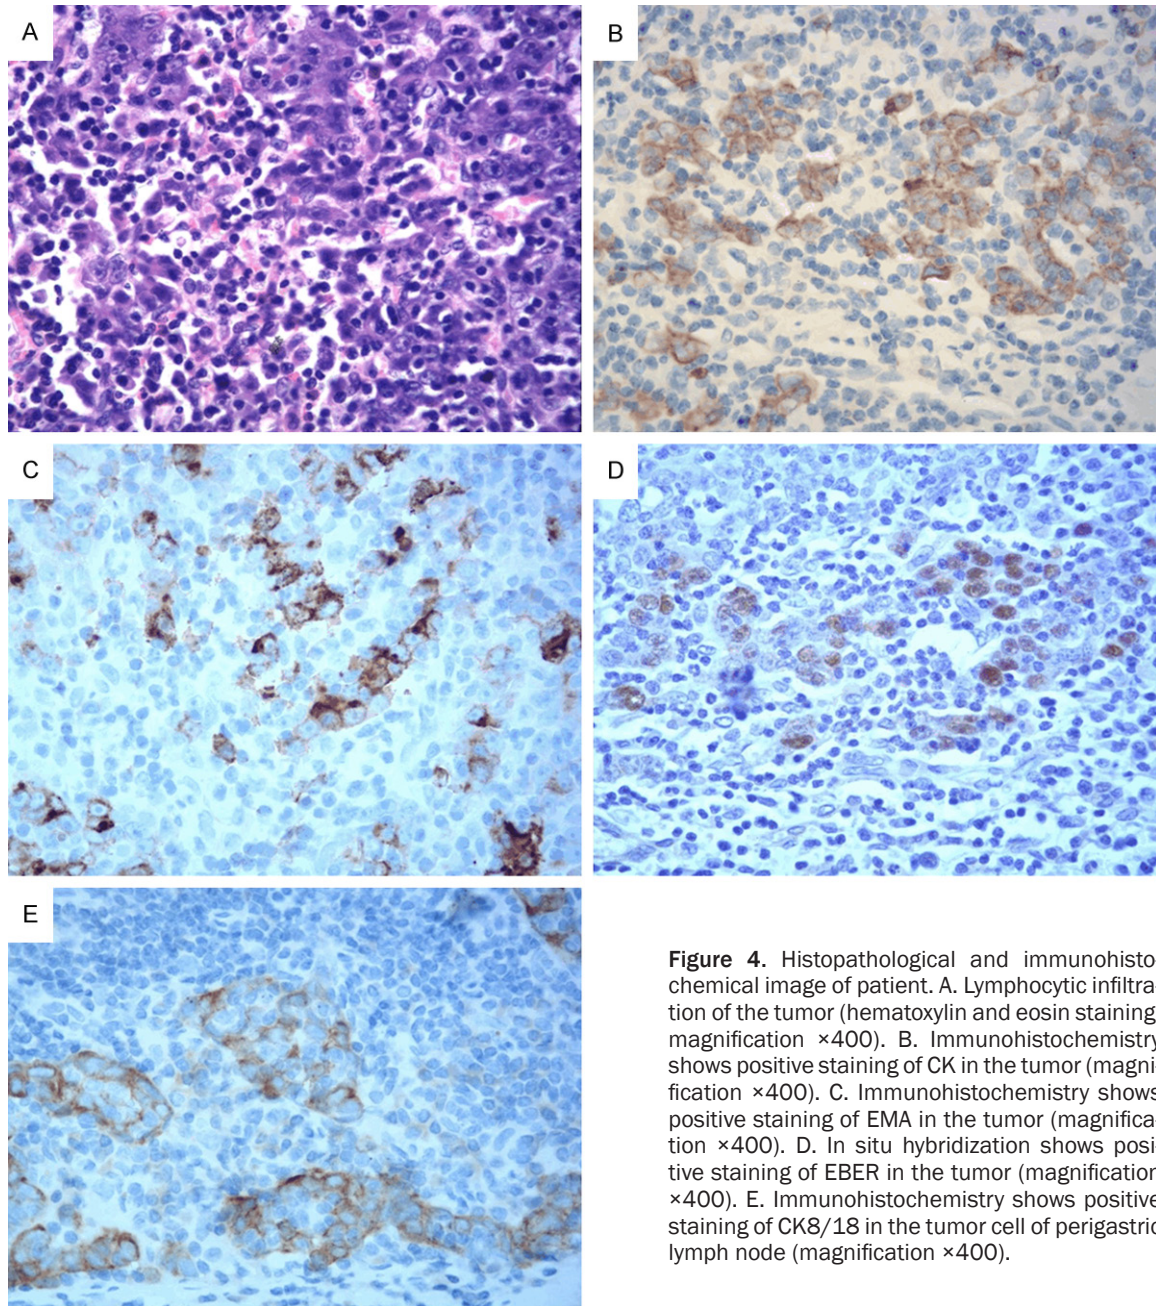 A
B
C
D
E
Figure 4. Histopathological and immunohisto-
chemical image of patient. A. Lymphocytic infiltra-
tion of the tumor (hematoxylin and eosin staining,
magnification ×400). B. Immunohistochemistry
shows positive staining of CK in the tumor (magni-
fication ×400). C. Immunohistochemistry shows
positive staining of EMA in the tumor (magnifica-
tion ×400). D. In situ hybridization shows posi-
tive staining of EBER in the tumor (magnification
×400). E. Immunohistochemistry shows positive
staining of CK8/18 in the tumor cell of perigastric
lymph node (magnification ×400).